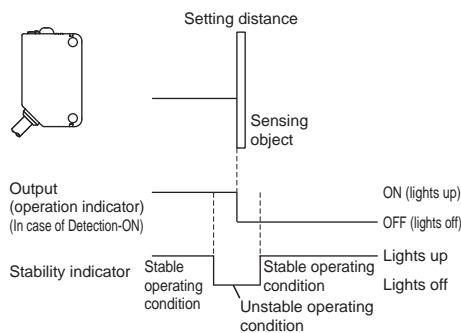 Setting distance
Sensing
object
Output
(operation indicator)
(In case of Detection-ON)
ON (lights up)
OFF (lights off)
Stability indicator
Stable
operating
condition
Stable operating
condition
Lights up
Lights off
Unstable operating
condition